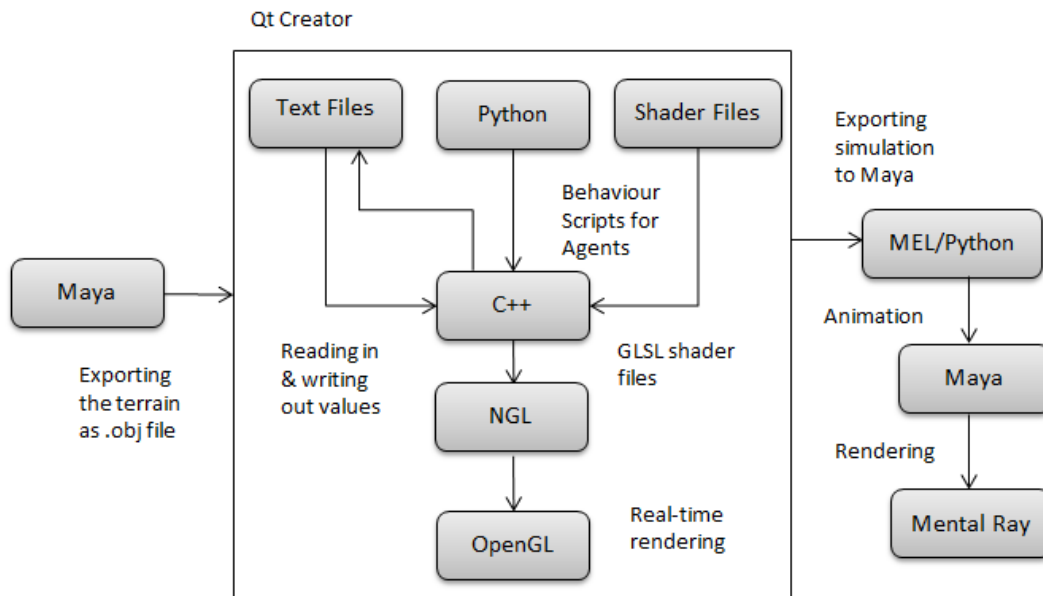 Qt Creator
Text Files
Python
Shader Files
Exporting
simulation
to Maya
Behaviour
Scripts for
Agents
MEL/Python
Maya
C++
Animation
Exporting
the terrain
as .obj file
Reading in
& writing
out values
GLSL shader
files
Maya
NGL
Rendering
OpenGL
Real-time
rendering
Mental Ray